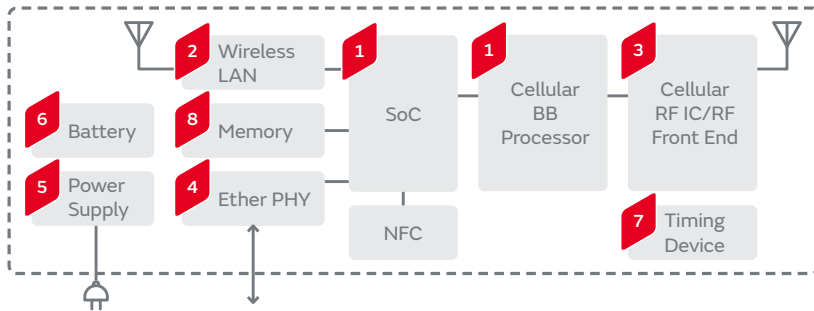 2
Wireless
LAN
1
SoC
1
Cellular
BB
Processor
3
Cellular
RF IC/RF
Front End
6
Battery
8
Memory
5
Power
Supply
4
Ether PHY
NFC
7
Timing
Device